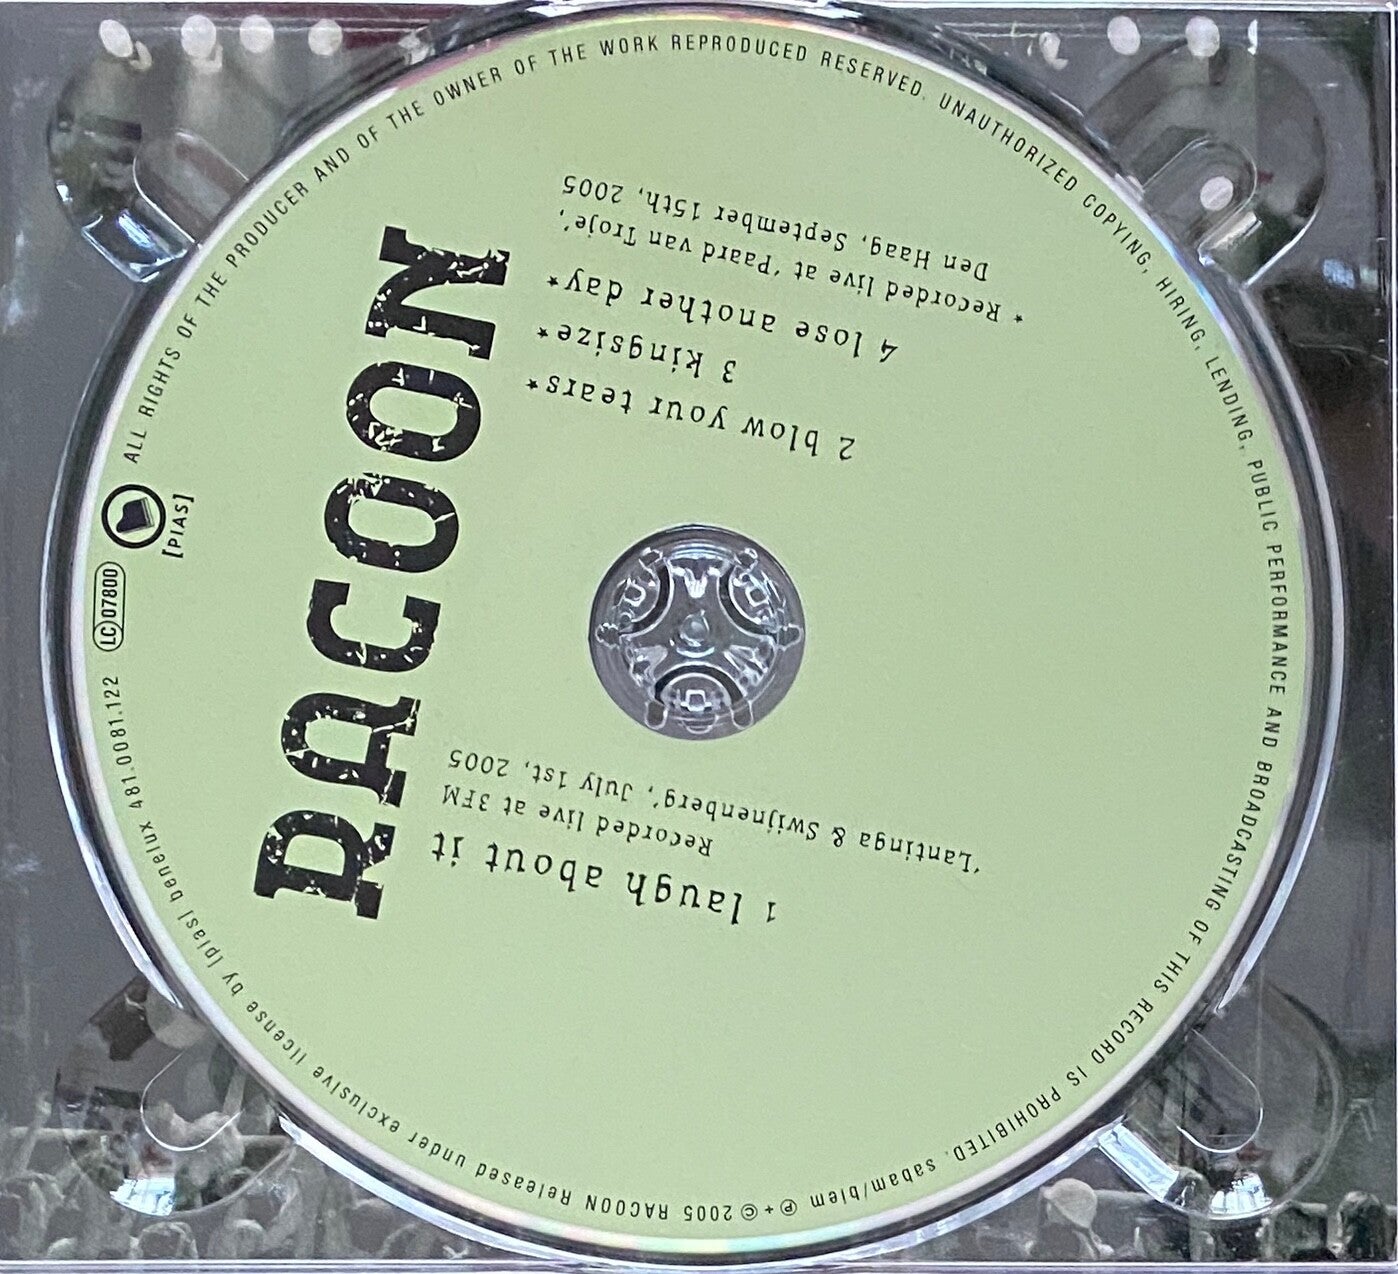 RACOON
1 laugh about it
Recorded live at 3FM
'Lantinga & Swijnenberg', July 1st, 2005
2 blow your tears*
3 kingsize*
4 lose another day*
* Recorded live at 'Paard van Troje',
Den Haag, September 15th, 2005
[PIAS]
LC 07800
ALL RIGHTS OF THE PRODUCER AND OF THE OWNER OF THE WORK REPRODUCED RESERVED. UNAUTHORIZED COPYING, HIRING, LENDING, PUBLIC PERFORMANCE AND BROADCASTING OF THIS RECORD IS PROHIBITED. sabam/biem ℗+© 2005 RACOON Released under exclusive license by [pias] benelux 481.0081.122